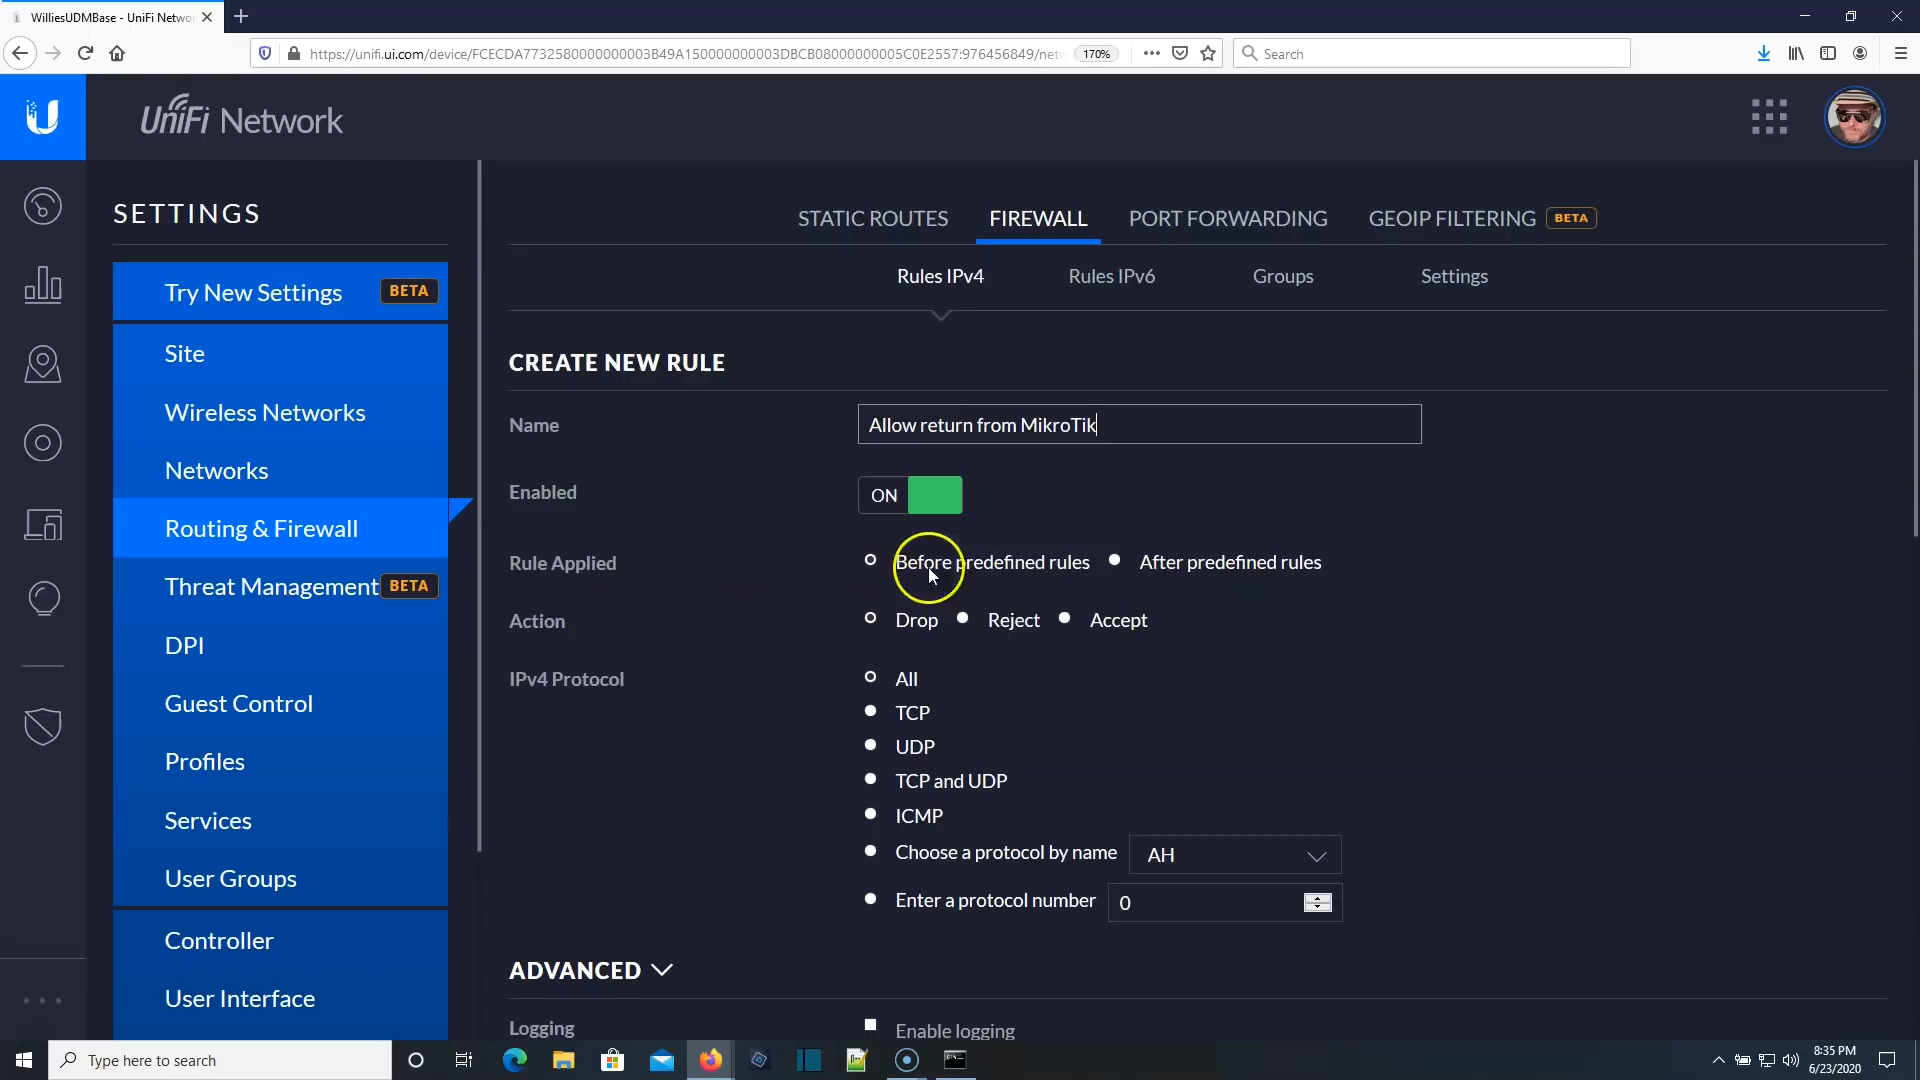 WilliesUDMBase - UniFi Netwo
https://unifi.ui.com/device/FCECDA7732580000000003B49A150000000003DBCB08000000005C0E2557:976456849/netw
170%
Search
UniFi Network
SETTINGS
Try New Settings BETA
Site
Wireless Networks
Networks
Routing & Firewall
Threat Management BETA
DPI
Guest Control
Profiles
Services
User Groups
Controller
User Interface
STATIC ROUTES FIREWALL PORT FORWARDING GEOIP FILTERING BETA
Rules IPv4 Rules IPv6 Groups Settings
CREATE NEW RULE
Name Allow return from MikroTik
Enabled ON
Rule Applied Before predefined rules After predefined rules
Action Drop Reject Accept
IPv4 Protocol All
TCP
UDP
TCP and UDP
ICMP
Choose a protocol by name AH
Enter a protocol number 0
ADVANCED
Logging Enable logging
Type here to search
8:35 PM
6/23/2020